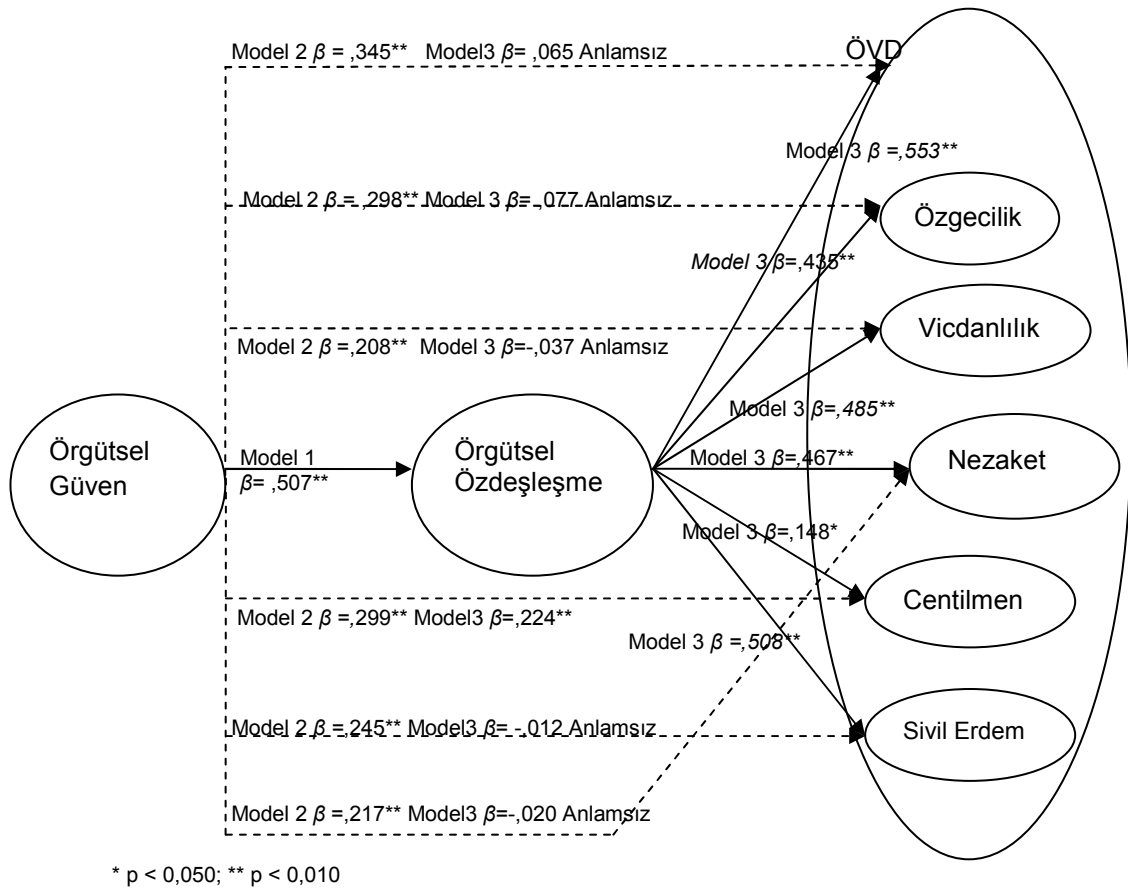 Model 2 β = ,345** Model3 β= ,065 Anlamsız
ÖVD
Model 3 β =,553**
Model 2 β = ,298** Model 3 β= ,077 Anlamsız
Özgecilik
Model 3 β=,435**
Vicdanlılık
Model 2 β =,208** Model 3 β=-,037 Anlamsız
Model 3 β=,485**
Örgütsel
Güven
Model 1
β= ,507**
Örgütsel
Özdeşleşme
Model 3 β=,467**
Nezaket
Model 3 β=,148*
Centilmen
Model 2 β =,299** Model3 β=,224**
Model 3 β =,508**
Model 2 β =,245** Model3 β= -,012 Anlamsız
Sivil Erdem
Model 2 β =,217** Model3 β=-,020 Anlamsız
* p < 0,050; ** p < 0,010